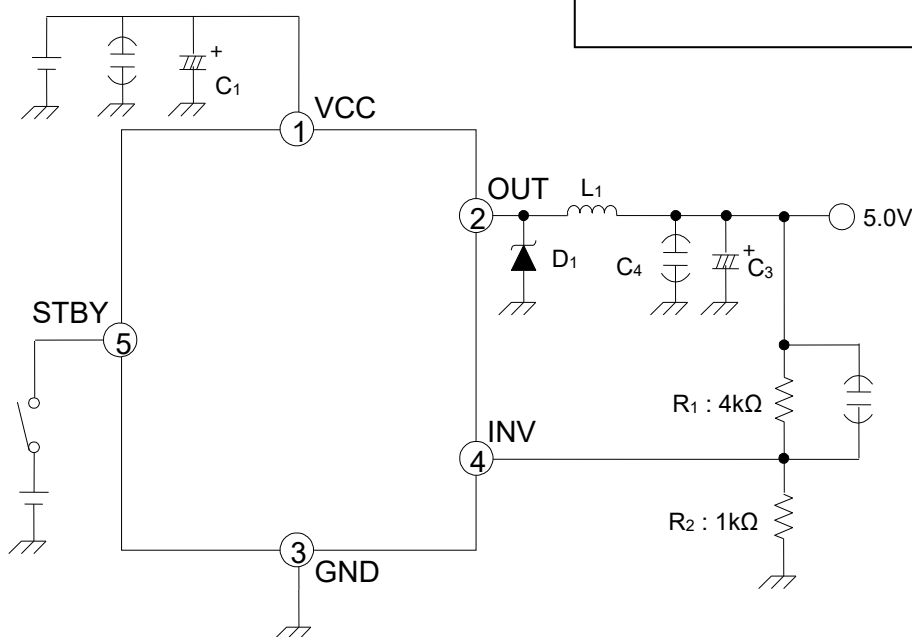 +
C1
VCC
1
OUT
2
L1
5.0V
D1
C4
+
C3
STBY
5
R1 : 4kΩ
INV
4
R2 : 1kΩ
3
GND